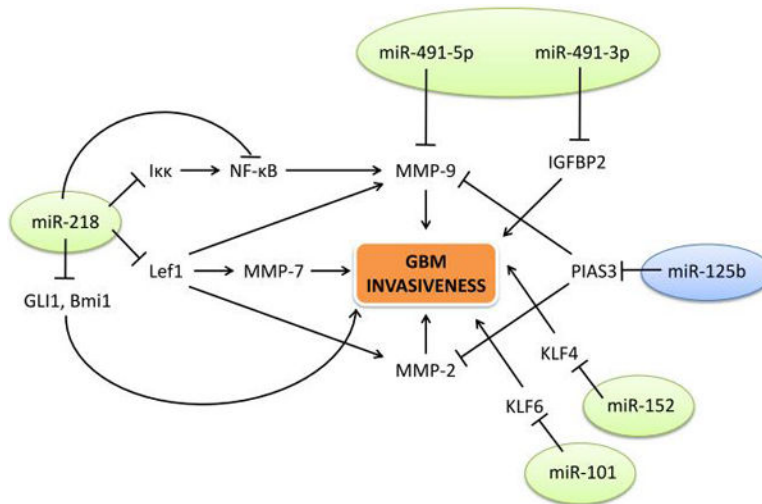 miR-491-5p
miR-491-3p
Iκκ
NF-κB
MMP-9
IGFBP2
miR-218
Lef1
MMP-7
GBM
INVASIVENESS
PIAS3
miR-125b
GLI1, Bmi1
MMP-2
KLF4
KLF6
miR-152
miR-101